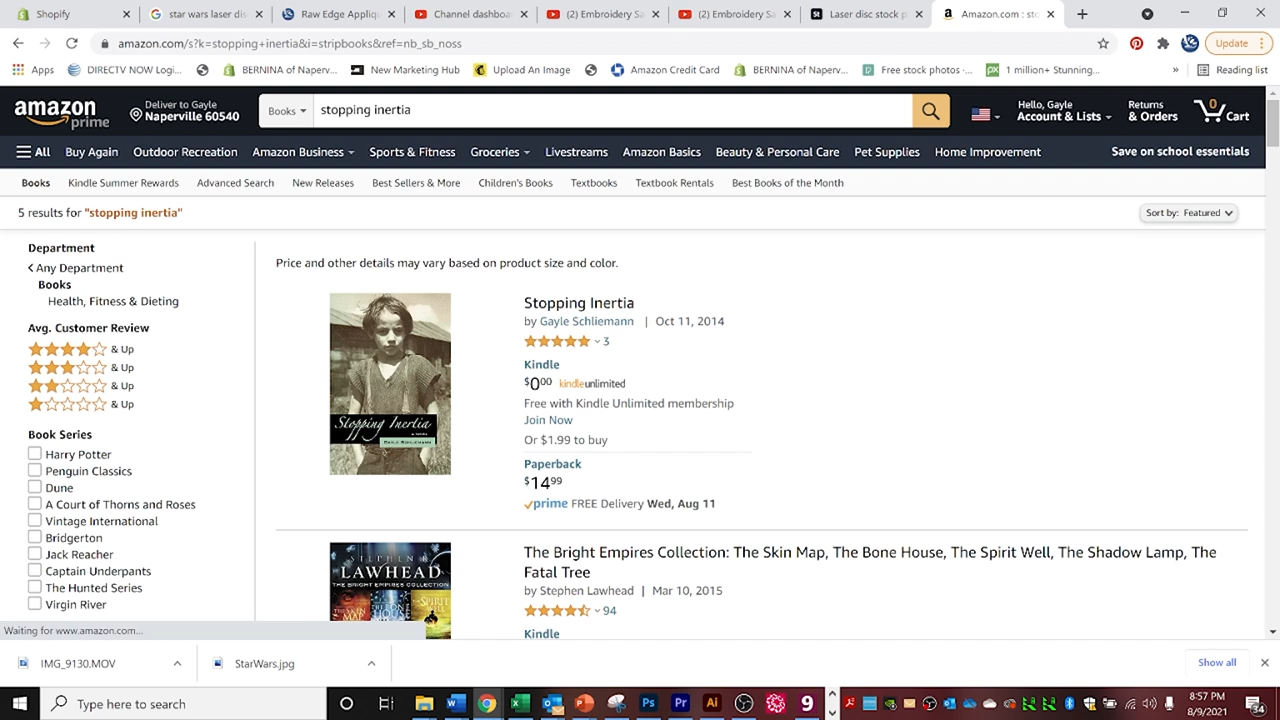 Shopify
star wars laser dis
Raw Edge Appliqu
Channel dashboa
(2) Embroidery Sa
(2) Embroidery Sa
Laser disc stock p
Amazon.com : sto
amazon.com/s?k=stopping+inertia&i=stripbooks&ref=nb_sb_noss
Update
Apps
DIRECTV NOW Logi...
BERNINA of Naperv...
New Marketing Hub
Upload An Image
Amazon Credit Card
BERNINA of Naperv...
Free stock photos ·...
1 million+ Stunning...
»
Reading list
amazon prime
Deliver to Gayle
Naperville 60540
Books
stopping inertia
Hello, Gayle
Account & Lists
Returns
& Orders
0
Cart
All
Buy Again
Outdoor Recreation
Amazon Business
Sports & Fitness
Groceries
Livestreams
Amazon Basics
Beauty & Personal Care
Pet Supplies
Home Improvement
Save on school essentials
Books
Kindle Summer Rewards
Advanced Search
New Releases
Best Sellers & More
Children's Books
Textbooks
Textbook Rentals
Best Books of the Month
5 results for "stopping inertia"
Sort by: Featured
Department
Any Department
Books
Health, Fitness & Dieting
Avg. Customer Review
& Up
& Up
& Up
& Up
Book Series
Harry Potter
Penguin Classics
Dune
A Court of Thorns and Roses
Vintage International
Bridgerton
Jack Reacher
Captain Underpants
The Hunted Series
Virgin River
Price and other details may vary based on product size and color.
Stopping Inertia
GAYLE SCHLIEMANN
Stopping Inertia
by Gayle Schliemann | Oct 11, 2014
3
Kindle
$0.00 kindleunlimited
Free with Kindle Unlimited membership
Join Now
Or $1.99 to buy
Paperback
$14.99
prime FREE Delivery Wed, Aug 11
STEPHEN R.
LAWHEAD
THE BRIGHT EMPIRES COLLECTION
The Bright Empires Collection: The Skin Map, The Bone House, The Spirit Well, The Shadow Lamp, The
Fatal Tree
by Stephen Lawhead | Mar 10, 2015
94
Kindle
Waiting for www.amazon.com...
IMG_9130.MOV
StarWars.jpg
Show all
Type here to search
8:57 PM
8/9/2021
34